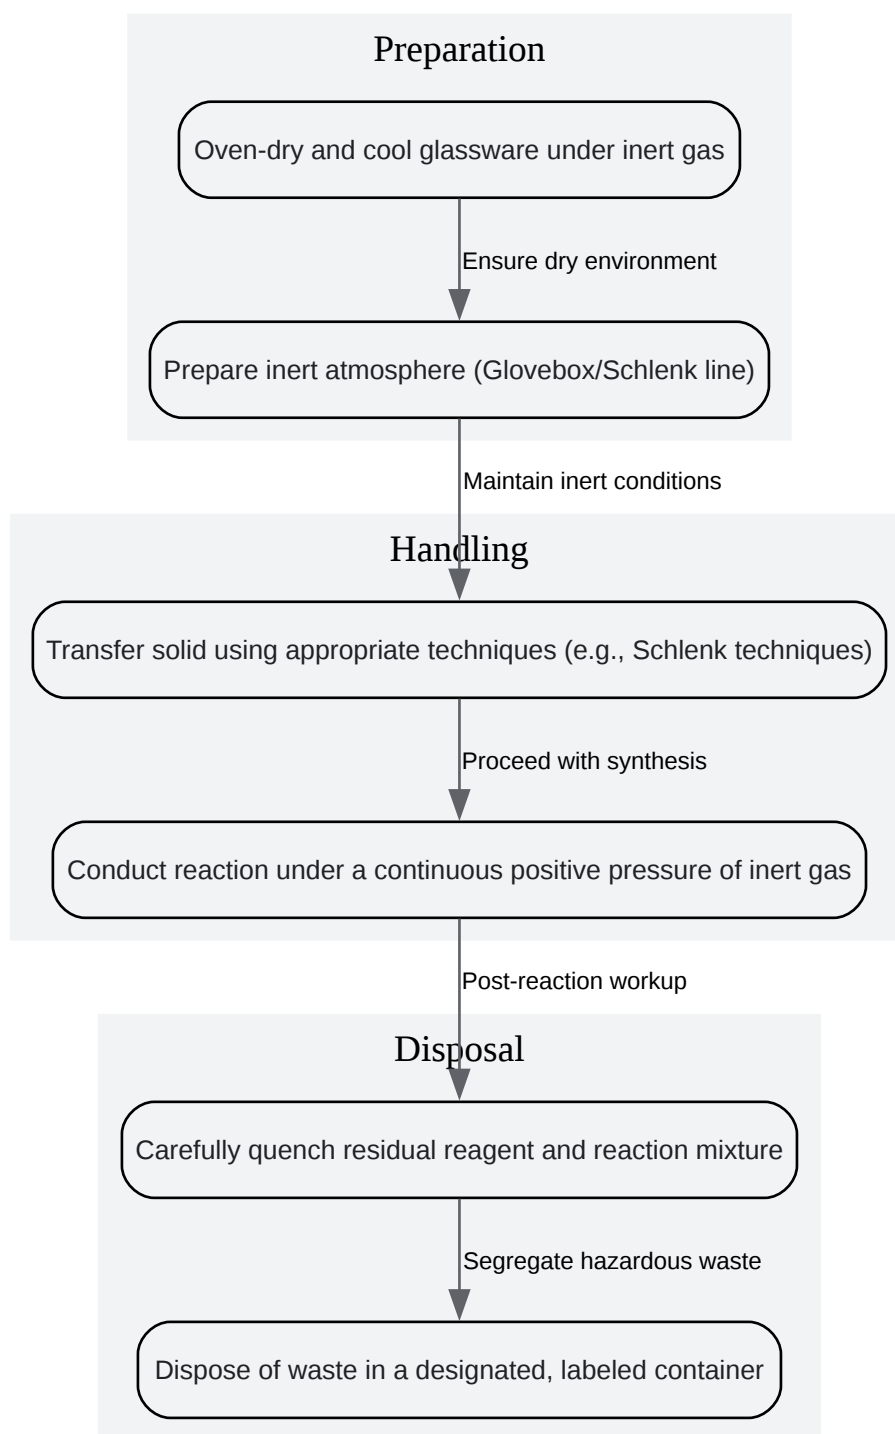 Preparation
Oven-dry and cool glassware under inert gas
Ensure dry environment
Prepare inert atmosphere (Glovebox/Schlenk line)
Maintain inert conditions
Handling
Transfer solid using appropriate techniques (e.g., Schlenk techniques)
Proceed with synthesis
Conduct reaction under a continuous positive pressure of inert gas
Post-reaction workup
Disposal
Carefully quench residual reagent and reaction mixture
Segregate hazardous waste
Dispose of waste in a designated, labeled container